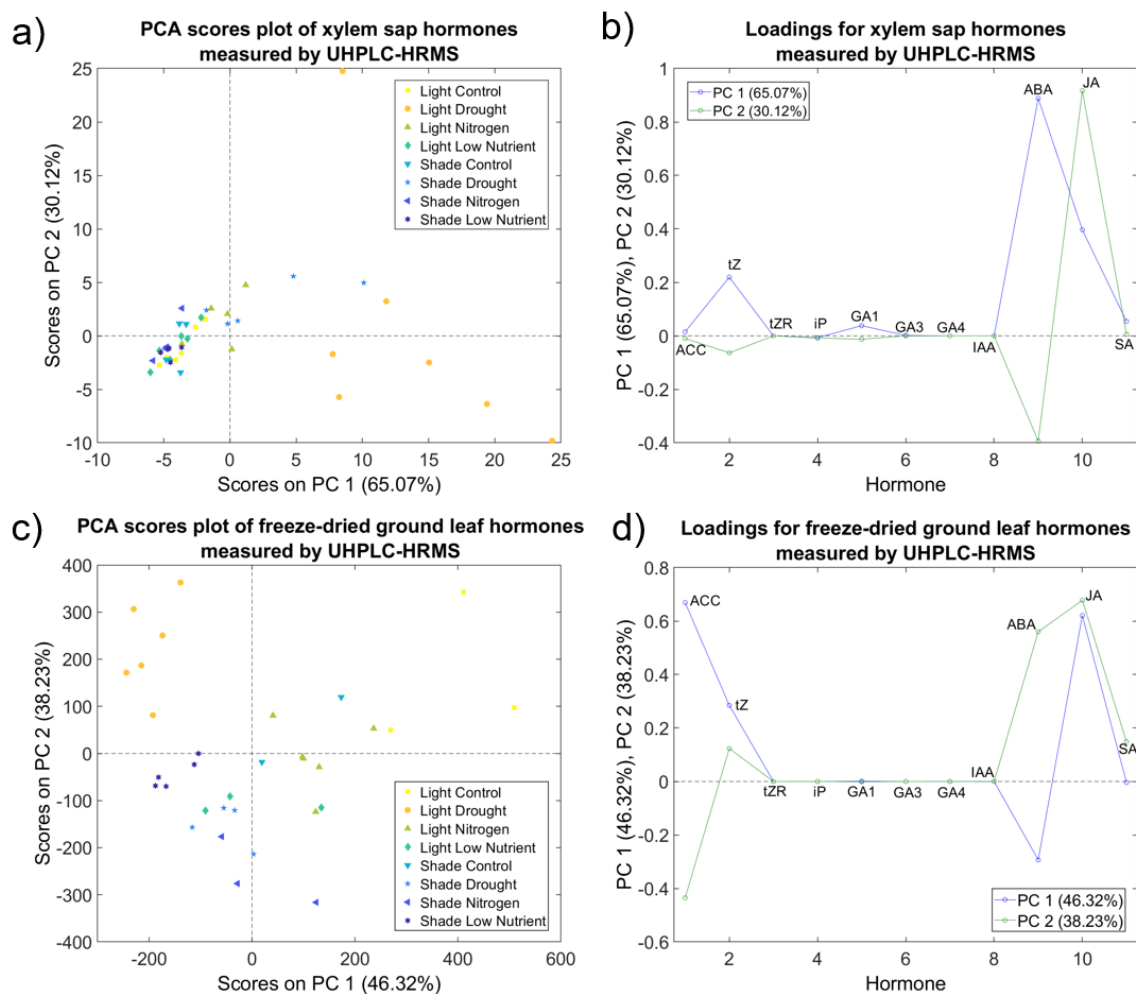 a)
PCA scores plot of xylem sap hormones
measured by UHPLC-HRMS
25
20
15
10
5
0
-5
-10
-10
-5
0
5
10
15
20
25
Scores on PC 2 (30.12%)
Scores on PC 1 (65.07%)
Light Control
Light Drought
Light Nitrogen
Light Low Nutrient
Shade Control
Shade Drought
Shade Nitrogen
Shade Low Nutrient
b)
Loadings for xylem sap hormones
measured by UHPLC-HRMS
1
0.8
0.6
0.4
0.2
0
-0.2
-0.4
2
4
6
8
10
PC 1 (65.07%), PC 2 (30.12%)
Hormone
PC 1 (65.07%)
PC 2 (30.12%)
ACC
tZ
tZR
iP
GA1
GA3
GA4
IAA
ABA
JA
SA
c)
PCA scores plot of freeze-dried ground leaf hormones
measured by UHPLC-HRMS
400
300
200
100
0
-100
-200
-300
-400
-200
0
200
400
600
Scores on PC 2 (38.23%)
Scores on PC 1 (46.32%)
Light Control
Light Drought
Light Nitrogen
Light Low Nutrient
Shade Control
Shade Drought
Shade Nitrogen
Shade Low Nutrient
d)
Loadings for freeze-dried ground leaf hormones
measured by UHPLC-HRMS
0.8
0.6
0.4
0.2
0
-0.2
-0.4
-0.6
2
4
6
8
10
PC 1 (46.32%), PC 2 (38.23%)
Hormone
ACC
tZ
tZR
iP
GA1
GA3
GA4
IAA
ABA
JA
SA
PC 1 (46.32%)
PC 2 (38.23%)